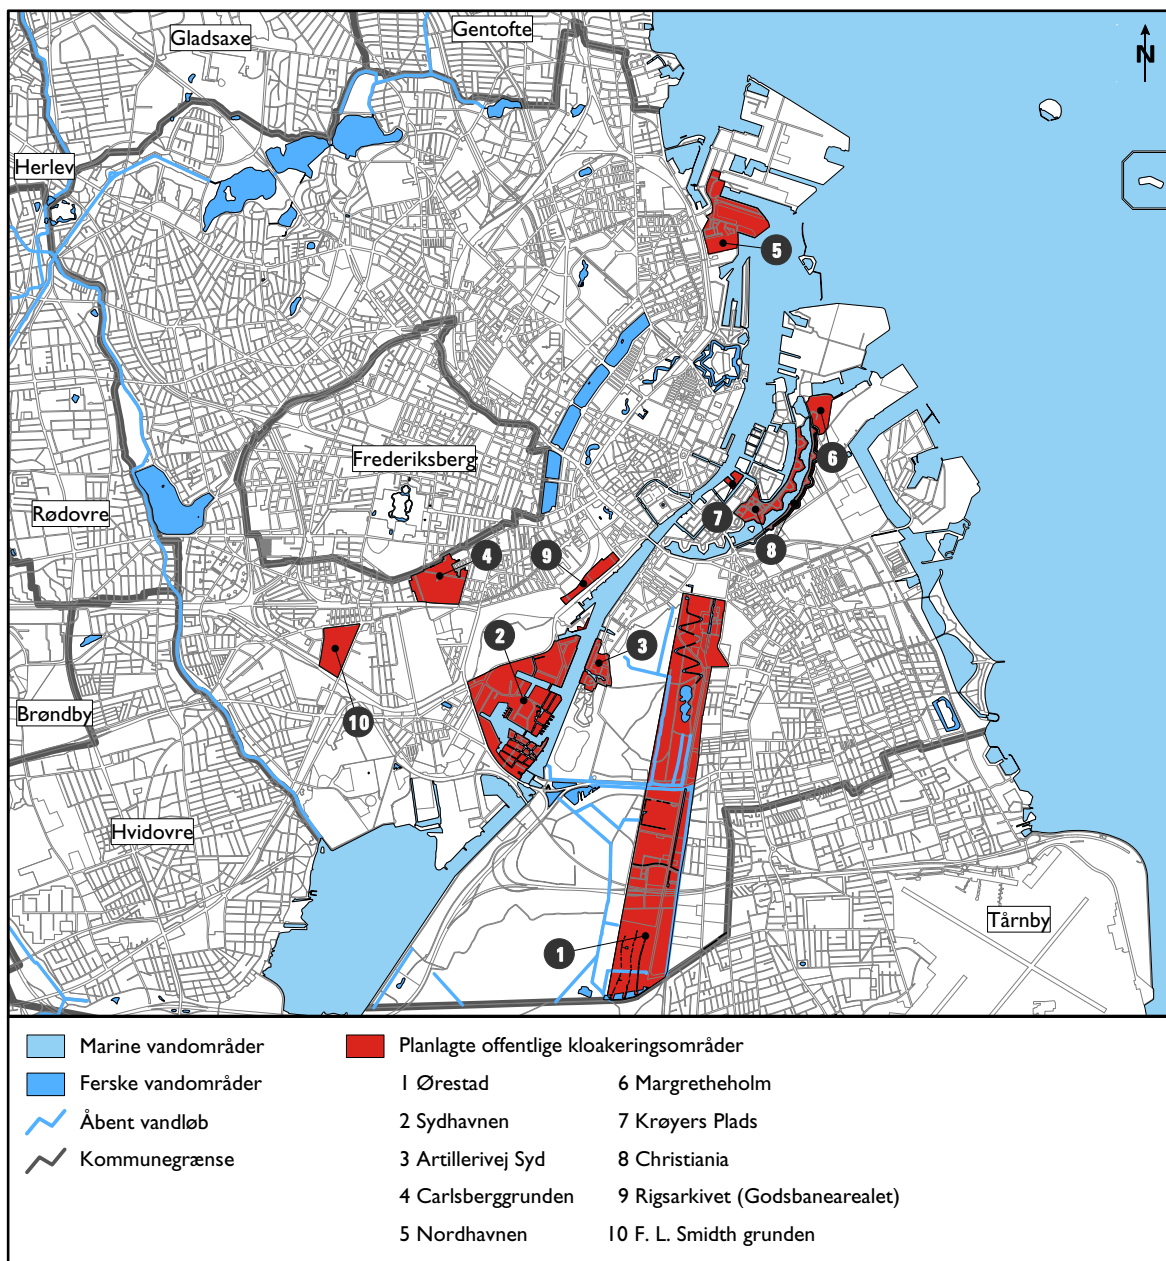 Gentofte
Gladsaxe
N
Herlev
5
Frederiksberg
6
Rødovre
7
8
4
9
2
3
Brøndby
10
Hvidovre
Tårnby
1
Marine vandområder
Ferske vandområder
Åbent vandløb
Kommunegrænse
Planlagte offentlige kloakeringsområder
1 Ørestad
2 Sydhavnen
3 Artillerivej Syd
4 Carlsberggrunden
5 Nordhavnen
6 Margretheholm
7 Krøyers Plads
8 Christiania
9 Rigsarkivet (Godsbanearealet)
10 F. L. Smidth grunden